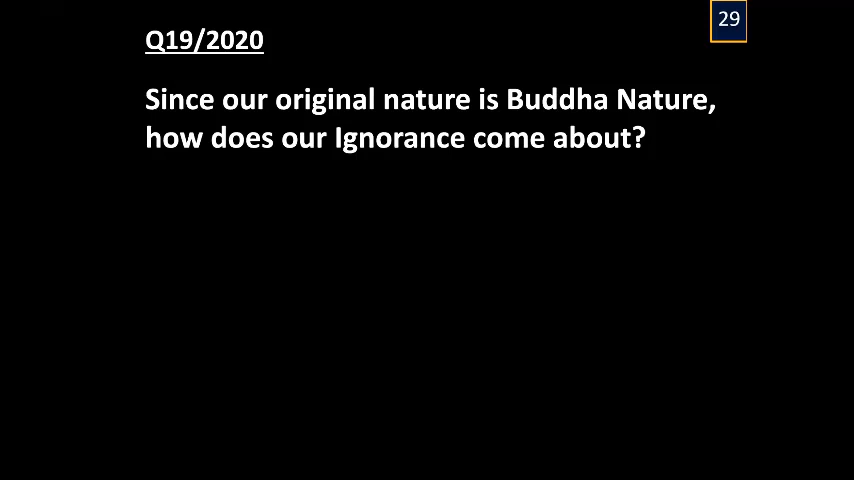 29
Q19/2020
Since our original nature is Buddha Nature,
how does our Ignorance come about?